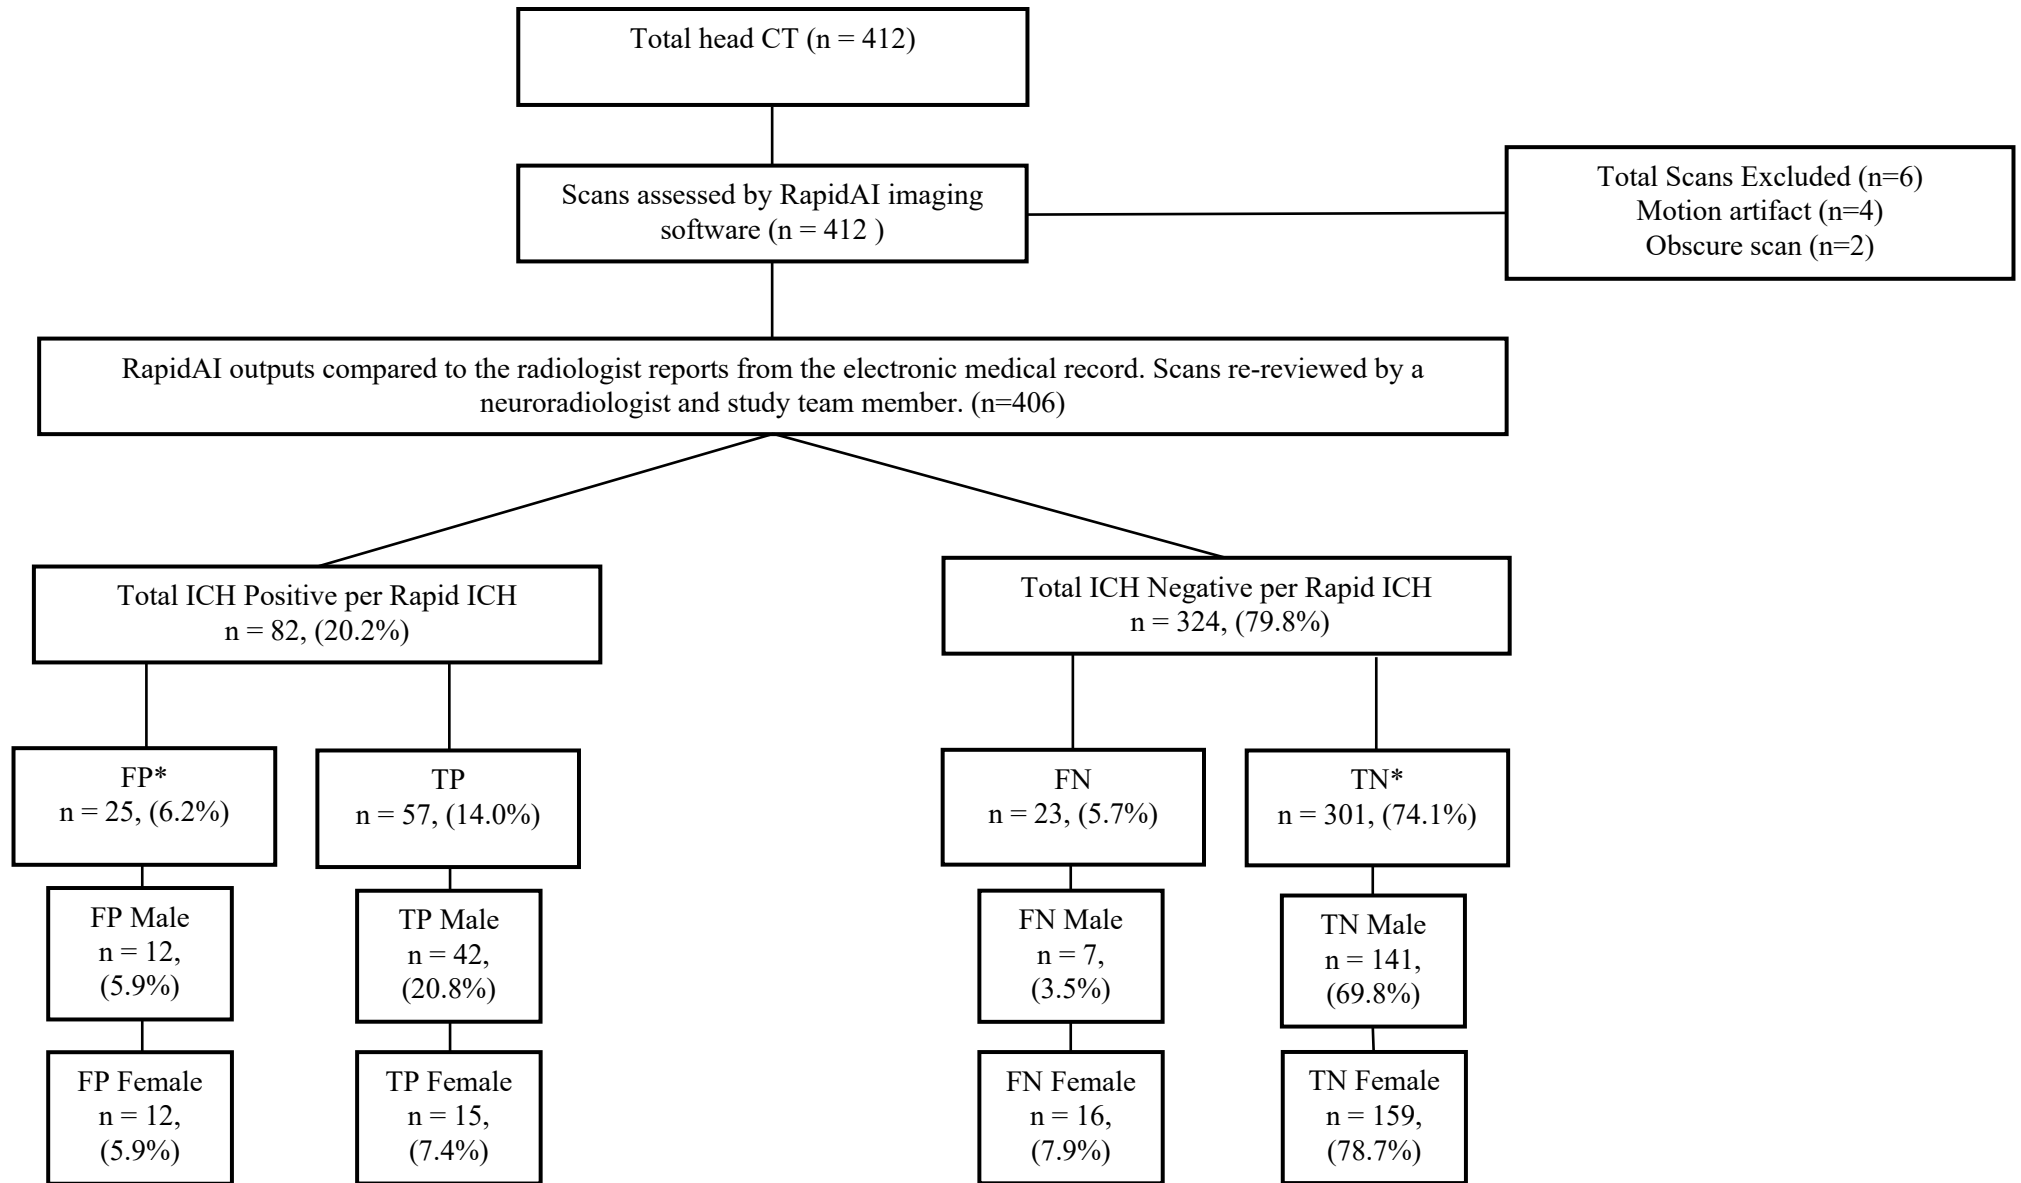 Total head CT (n = 412)
Scans assessed by RapidAI imaging
software (n = 412 )
Total Scans Excluded (n=6)
Motion artifact (n=4)
Obscure scan (n=2)
RapidAI outputs compared to the radiologist reports from the electronic medical record. Scans re-reviewed by a
neuroradiologist and study team member. (n=406)
Total ICH Positive per Rapid ICH
n = 82, (20.2%)
Total ICH Negative per Rapid ICH
n = 324, (79.8%)
FP*
n = 25, (6.2%)
TP
n = 57, (14.0%)
FN
n = 23, (5.7%)
TN*
n = 301, (74.1%)
FP Male
n = 12,
(5.9%)
TP Male
n = 42,
(20.8%)
FN Male
n = 7,
(3.5%)
TN Male
n = 141,
(69.8%)
FP Female
n = 12,
(5.9%)
TP Female
n = 15,
(7.4%)
FN Female
n = 16,
(7.9%)
TN Female
n = 159,
(78.7%)